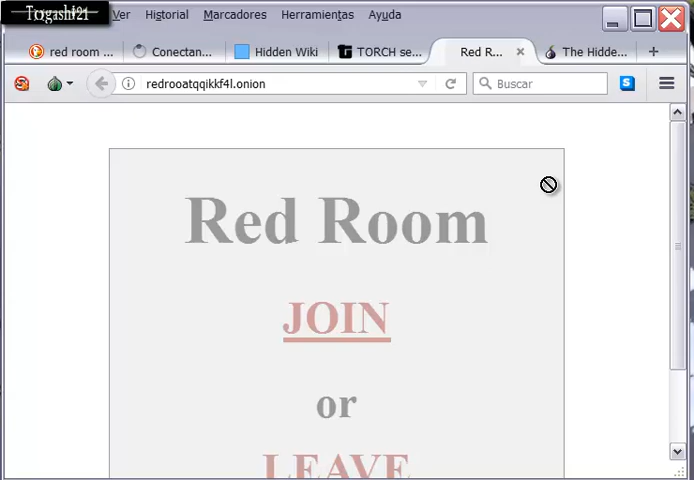 Togashi21
Ver Historial Marcadores Herramientas Ayuda
red room ... Conectan... Hidden Wiki TORCH se... Red R... The Hidde...
redrooatqqikkf4l.onion Buscar
Red Room
JOIN
or
LEAVE